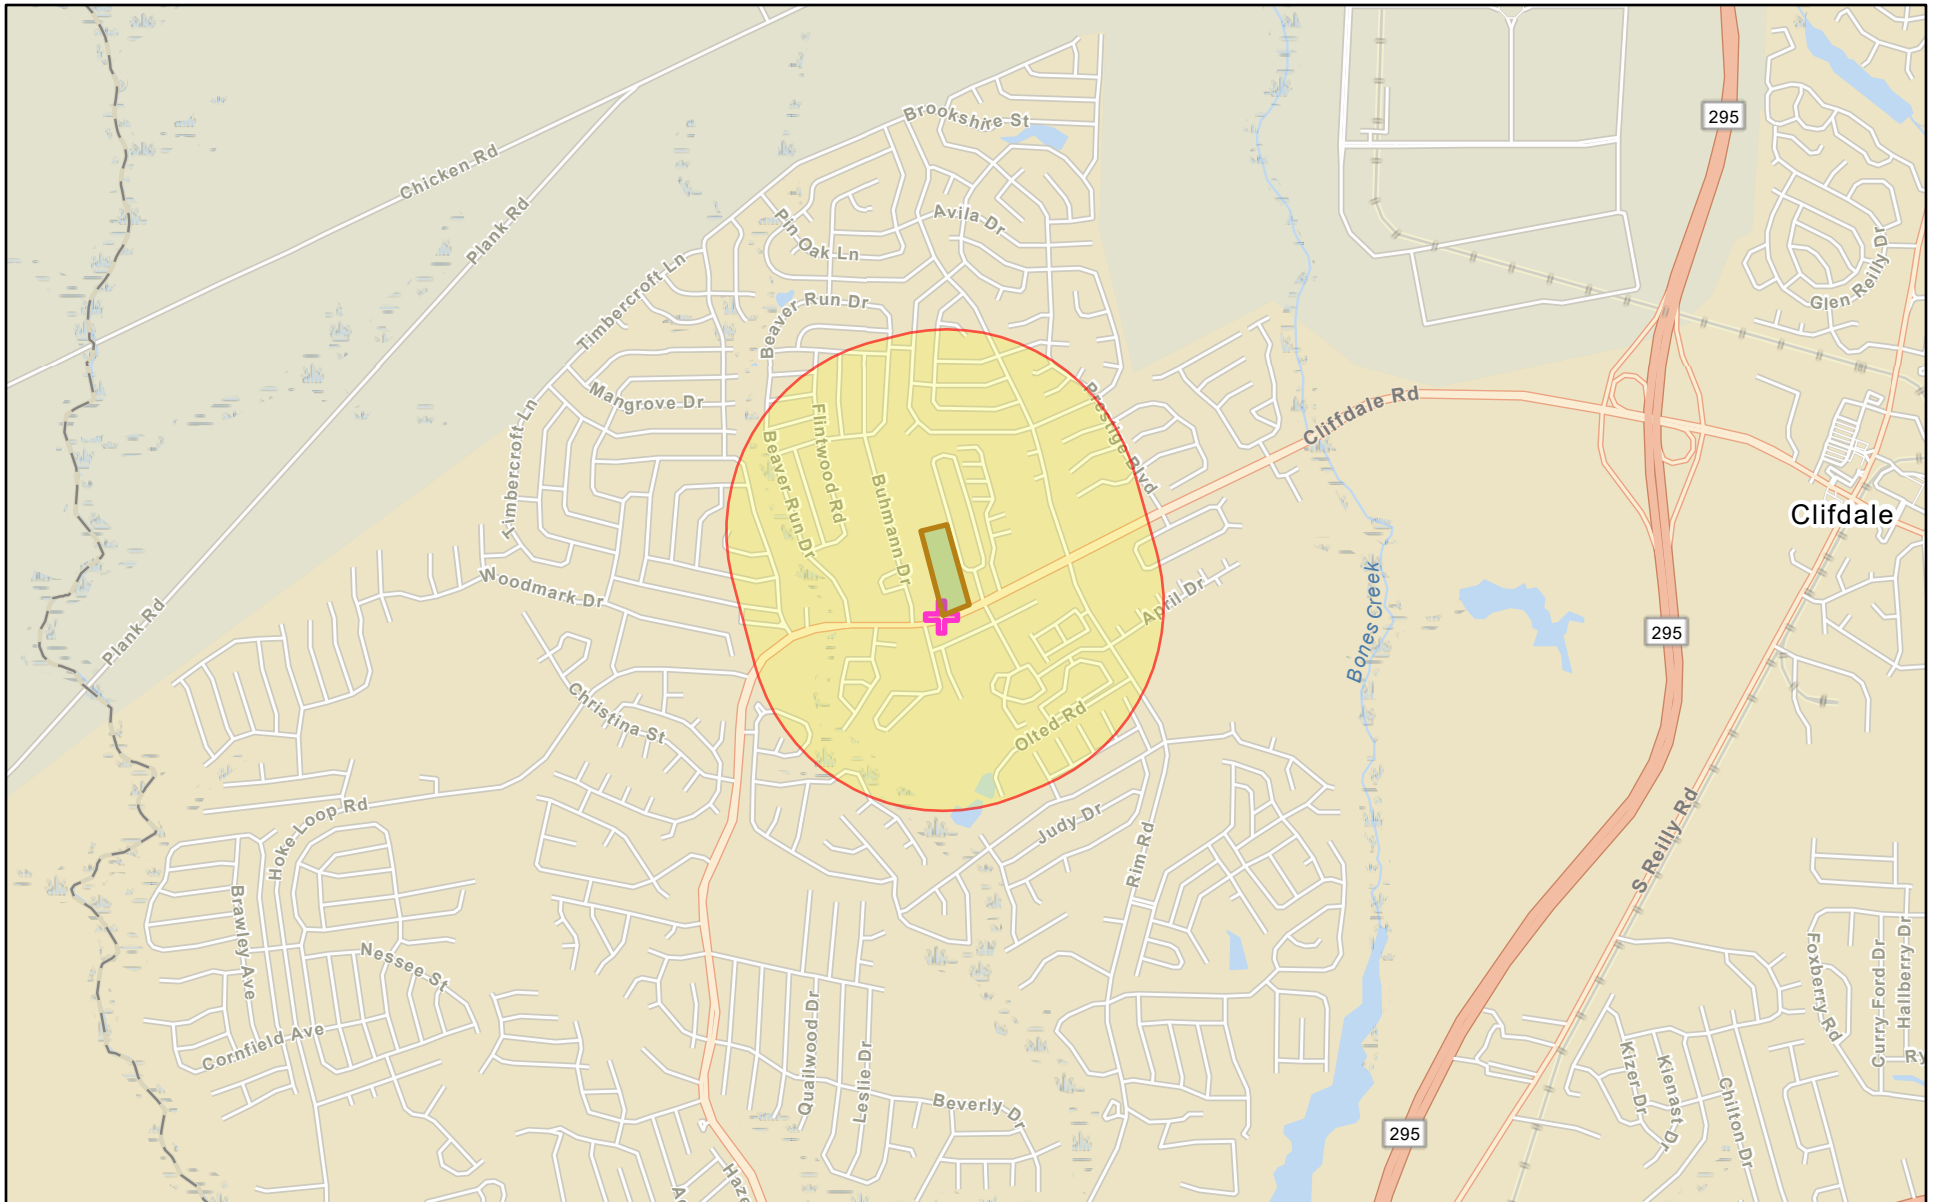 295
Brookshire St
Chicken Rd
Plank Rd
Avila Dr
Pin Oak Ln
Glen Reilly Dr
Timbercroft Ln
Beaver Run Dr
Mangrove Dr
Prestige Blvd
Cliffdale Rd
Timbercroft Ln
Flintwood Rd
Beaver Run Dr
Buhmann Dr
Clifdale
Woodmark Dr
April Dr
Bones Creek
Plank Rd
295
Christina St
Olted Rd
Hoke Loop Rd
Judy Dr
Rim Rd
S Reilly Rd
Brawley Ave
Nessee St
Foxberry Rd
Curry Ford Dr
Hallberry Dr
Cornfield Ave
Quailwood Dr
Leslie Dr
Kizer Dr
Kienast Dr
Chilton Dr
Ry
Beverly Dr
295
Haze